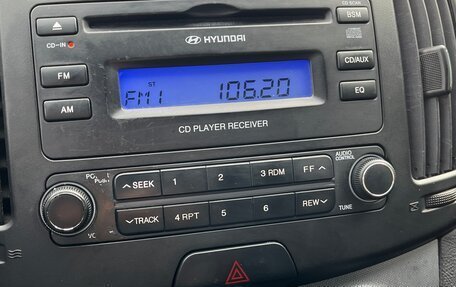 CD SCAN
CD-IN
HYUNDAI
BSM
FM
CD/AUX
ST
FM1 106.20
AM
EQ
CD PLAYER RECEIVER
AUDIO CONTROL
SEEK 1 2 3 RDM FF
TRACK 4 RPT 5 6 REW
TUNE